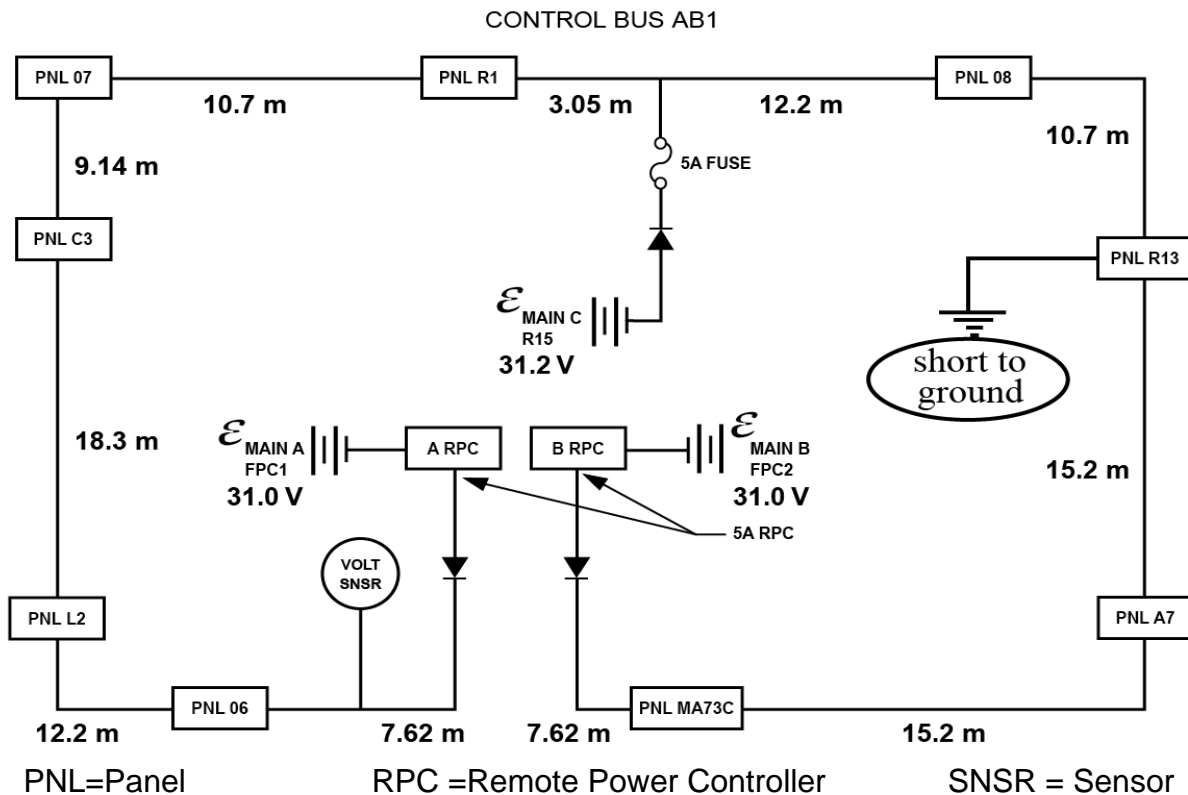 CONTROL BUS AB1
PNL 07
PNL R1
PNL 08
10.7 m
3.05 m
12.2 m
10.7 m
9.14 m
5A FUSE
PNL C3
PNL R13
ε
MAIN C
R15
31.2 V
short to
ground
18.3 m
ε
MAIN A
FPC1
31.0 V
A RPC
B RPC
ε
MAIN B
FPC2
31.0 V
15.2 m
5A RPC
VOLT
SNSR
PNL L2
PNL A7
PNL 06
PNL MA73C
12.2 m
7.62 m
7.62 m
15.2 m
PNL=Panel
RPC =Remote Power Controller
SNSR = Sensor